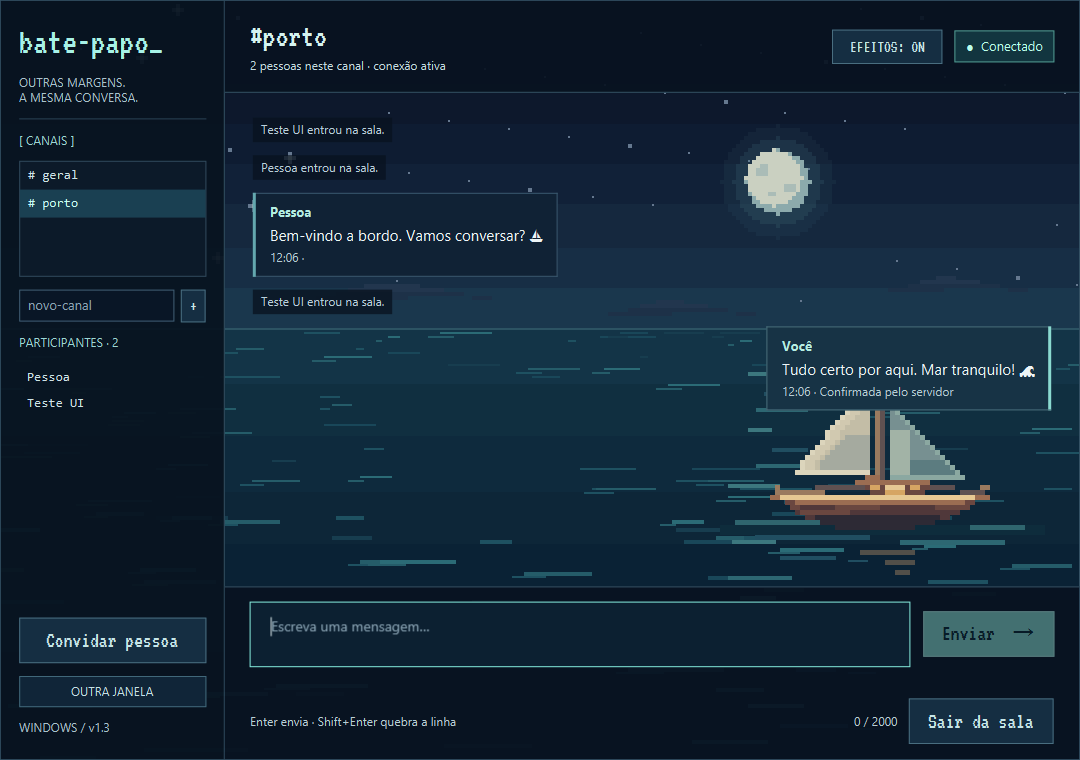 bate-papo_
OUTRAS MARGENS.
A MESMA CONVERSA.
[ CANAIS ]
# geral
# porto
novo-canal
+
PARTICIPANTES · 2
Pessoa
Teste UI
Convidar pessoa
OUTRA JANELA
WINDOWS / v1.3
#porto
2 pessoas neste canal · conexão ativa
EFEITOS: ON
● Conectado
Teste UI entrou na sala.
Pessoa entrou na sala.
Pessoa
Bem-vindo a bordo. Vamos conversar? ⛵
12:06 ·
Teste UI entrou na sala.
Você
Tudo certo por aqui. Mar tranquilo! 🌊
12:06 · Confirmada pelo servidor
Escreva uma mensagem...
Enviar →
Enter envia · Shift+Enter quebra a linha
0 / 2000
Sair da sala